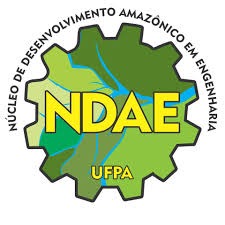 NÚCLEO DE DESENVOLVIMENTO AMAZÔNICO EM ENGENHARIA
NDAE
UFPA